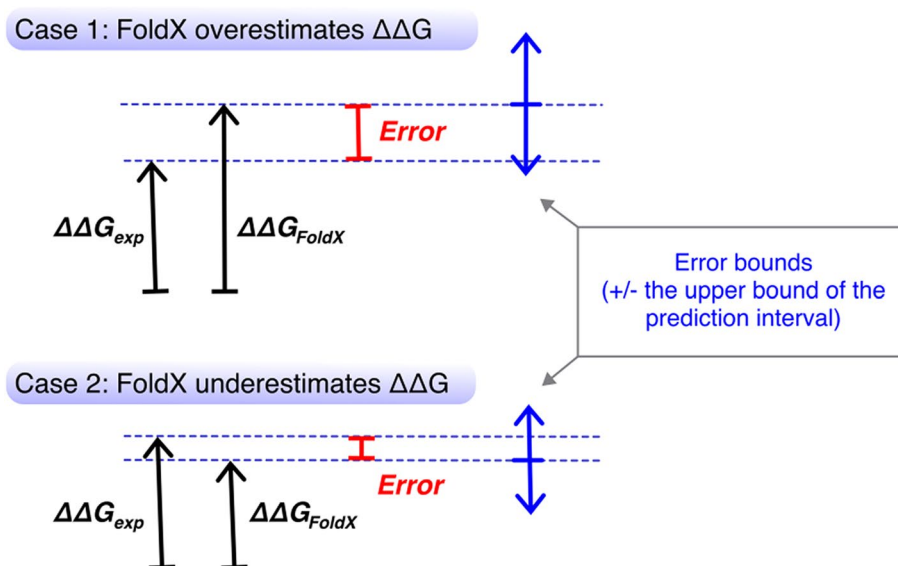 Case 1: FoldX overestimates ΔΔG
Error
ΔΔGexp
ΔΔGFoldX
Error bounds
(+/- the upper bound of the
prediction interval)
Case 2: FoldX underestimates ΔΔG
Error
ΔΔGexp
ΔΔGFoldX